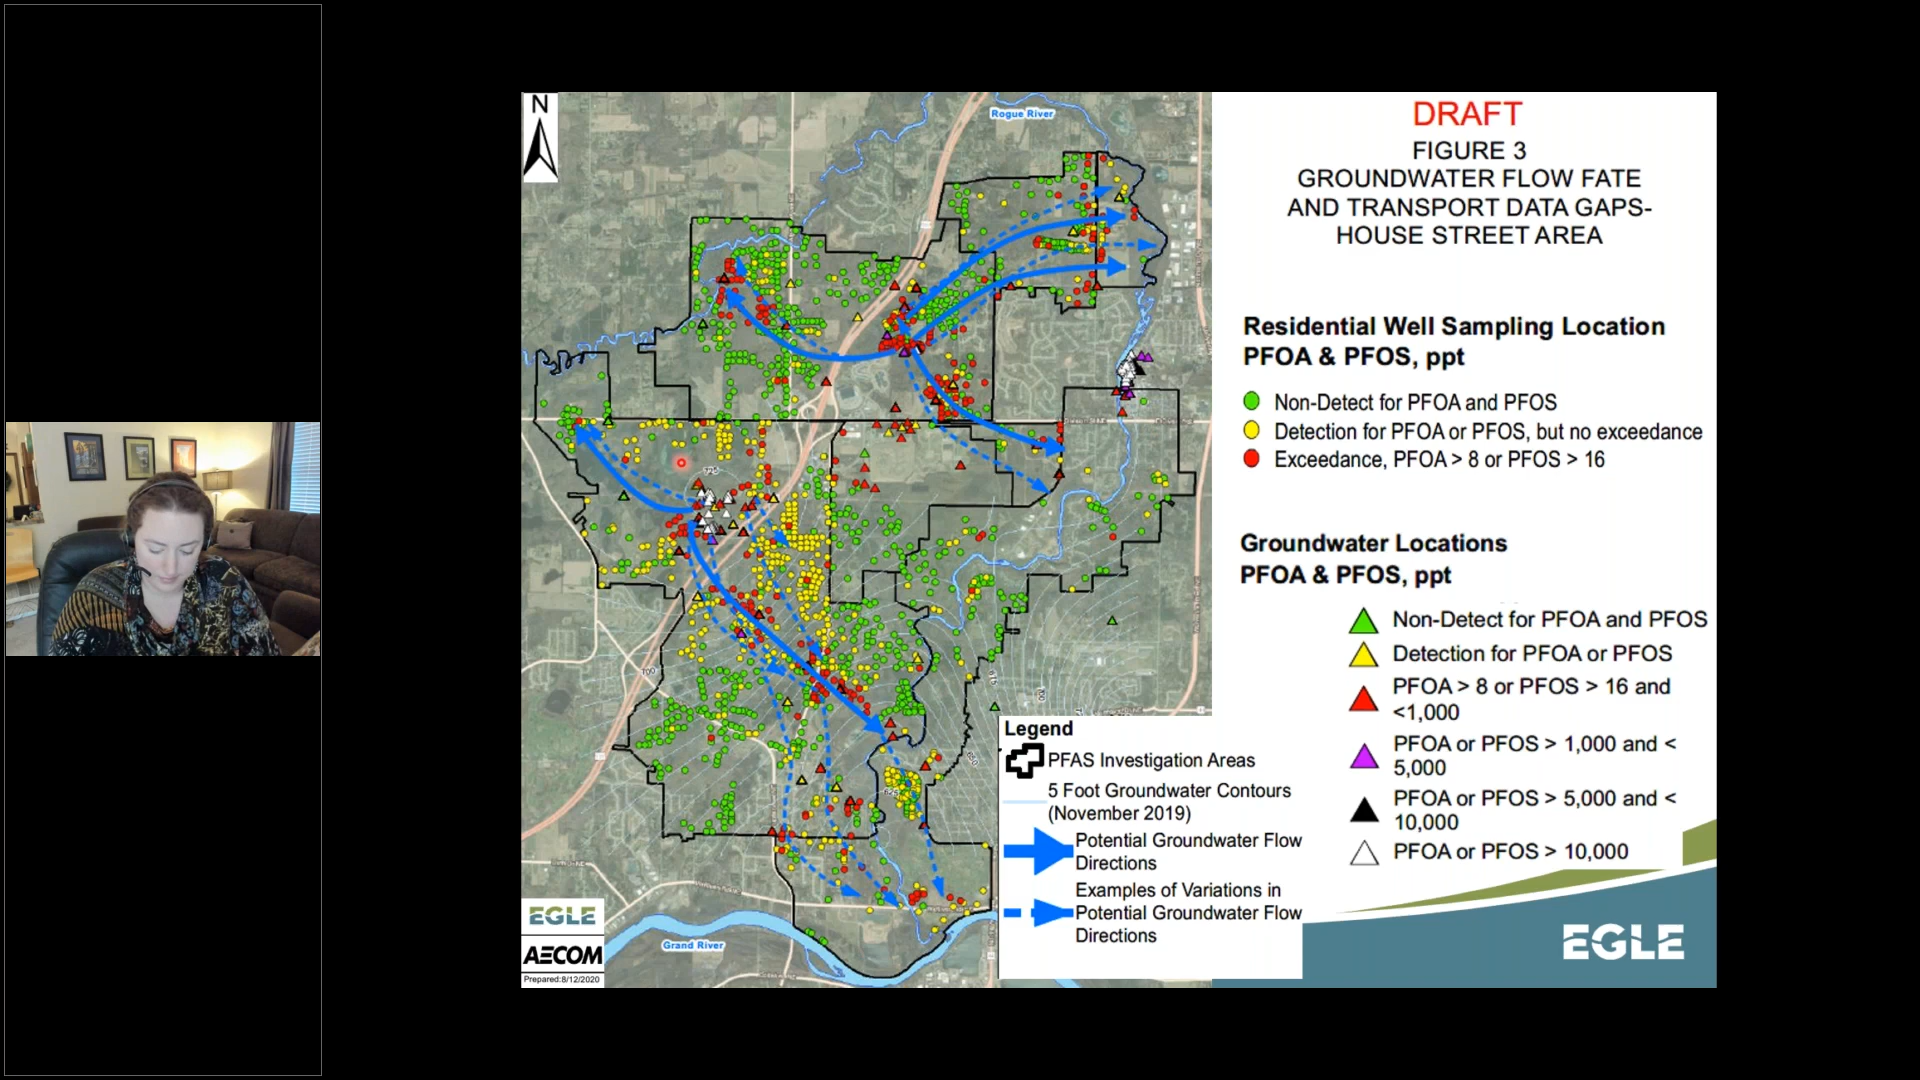 N
Rogue River
795
700
Grand River
EGLE
AECOM
Prepared:8/12/2020
Legend
PFAS Investigation Areas
5 Foot Groundwater Contours
(November 2019)
Potential Groundwater Flow
Directions
Examples of Variations in
Potential Groundwater Flow
Directions
DRAFT
FIGURE 3
GROUNDWATER FLOW FATE
AND TRANSPORT DATA GAPS-
HOUSE STREET AREA
Residential Well Sampling Location
PFOA & PFOS, ppt
Non-Detect for PFOA and PFOS
Detection for PFOA or PFOS, but no exceedance
Exceedance, PFOA > 8 or PFOS > 16
Groundwater Locations
PFOA & PFOS, ppt
Non-Detect for PFOA and PFOS
Detection for PFOA or PFOS
PFOA > 8 or PFOS > 16 and
<1,000
PFOA or PFOS > 1,000 and <
5,000
PFOA or PFOS > 5,000 and <
10,000
PFOA or PFOS > 10,000
EGLE